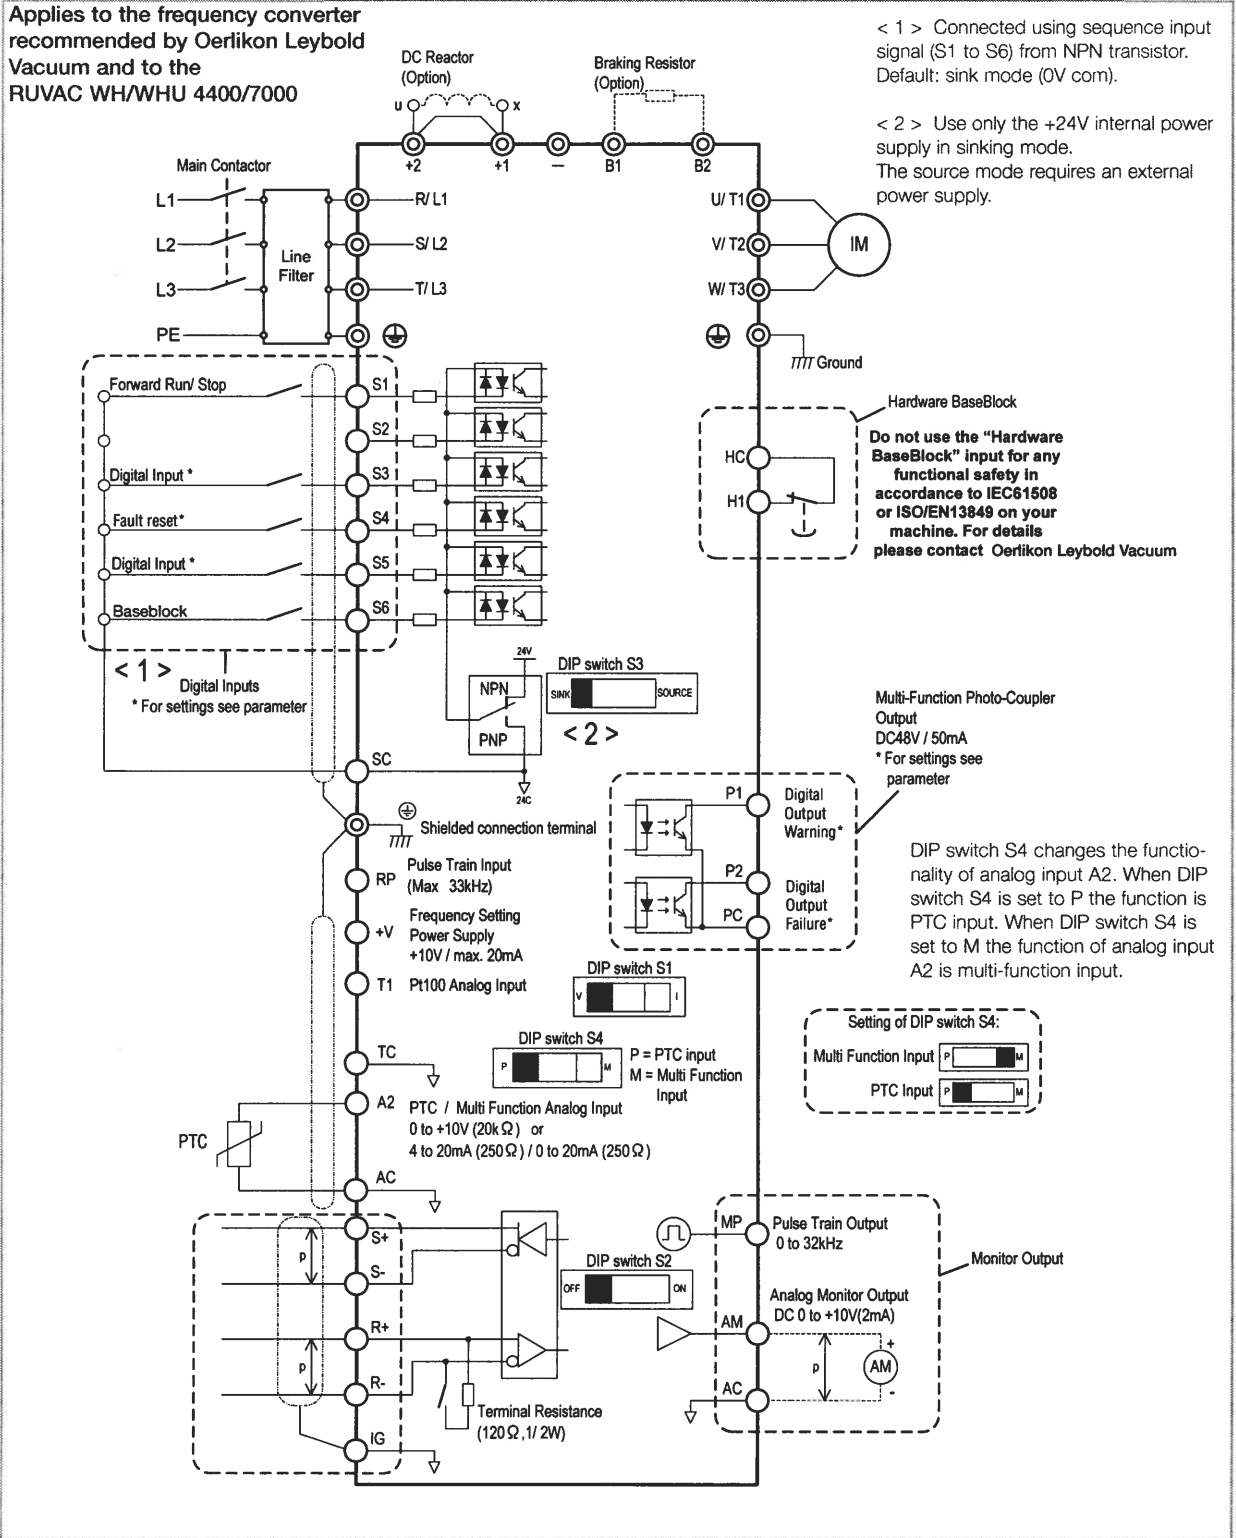 Applies to the frequency converter
recommended by Oerlikon Leybold
Vacuum and to the
RUVAC WH/WHU 4400/7000
< 1 > Connected using sequence input
signal (S1 to S6) from NPN transistor.
Default: sink mode (0V com).
< 2 > Use only the +24V internal power
supply in sinking mode.
The source mode requires an external
power supply.
DC Reactor
(Option)
u
x
Braking Resistor
(Option)
+2
+1
−
B1
B2
Main Contactor
L1
L2
L3
PE
Line
Filter
R/ L1
S/ L2
T/ L3
U/ T1
V/ T2
W/ T3
IM
Ground
Forward Run/ Stop
S1
S2
Digital Input *
S3
Fault reset*
S4
Digital Input *
S5
Baseblock
S6
< 1 >
Digital Inputs
* For settings see parameter
Hardware BaseBlock
HC
H1
Do not use the “Hardware
BaseBlock” input for any
functional safety in
accordance to IEC61508
or ISO/EN13849 on your
machine. For details
please contact Oerlikon Leybold Vacuum
24V
NPN
PNP
24C
DIP switch S3
SINK
SOURCE
< 2 >
SC
Shielded connection terminal
RP
Pulse Train Input
(Max 33kHz)
+V
Frequency Setting
Power Supply
+10V / max. 20mA
T1
Pt100 Analog Input
Multi-Function Photo-Coupler
Output
DC48V / 50mA
* For settings see
parameter
P1
Digital
Output
Warning*
P2
PC
Digital
Output
Failure*
DIP switch S4 changes the functio-
nality of analog input A2. When DIP
switch S4 is set to P the function is
PTC input. When DIP switch S4 is
set to M the function of analog input
A2 is multi-function input.
DIP switch S1
V
I
DIP switch S4
P
M
P = PTC input
M = Multi Function
Input
Setting of DIP switch S4:
Multi Function Input
P
M
PTC Input
P
M
TC
A2
PTC / Multi Function Analog Input
0 to +10V (20kΩ) or
4 to 20mA (250Ω) / 0 to 20mA (250Ω)
PTC
AC
S+
S-
R+
R-
IG
p
p
DIP switch S2
OFF
ON
Terminal Resistance
(120Ω,1/ 2W)
MP
Pulse Train Output
0 to 32kHz
Monitor Output
Analog Monitor Output
DC 0 to +10V(2mA)
AM
p
+
AM
-
AC